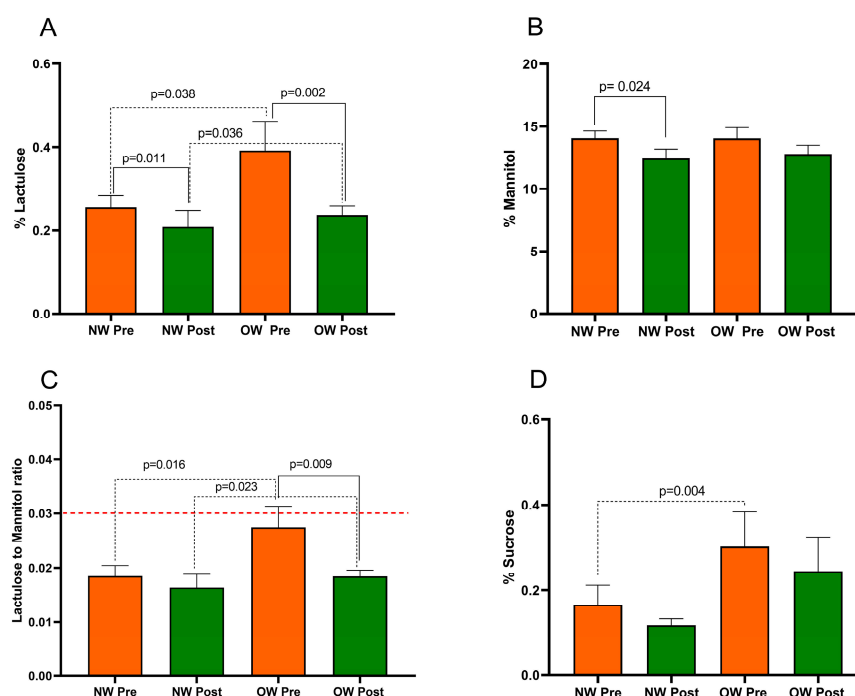 A
% Lactulose
0.6
0.4
0.2
0.0
p=0.038
p=0.002
p=0.036
p=0.011
NW Pre
NW Post
OW Pre
OW Post
B
% Mannitol
20
15
10
5
0
p= 0.024
NW Pre
NW Post
OW Pre
OW Post
C
Lactulose to Mannitol ratio
0.05
0.04
0.03
0.02
0.01
0.00
p=0.016
p=0.009
p=0.023
NW Pre
NW Post
OW Pre
OW Post
D
% Sucrose
0.6
0.4
0.2
0.0
p=0.004
NW Pre
NW Post
OW Pre
OW Post